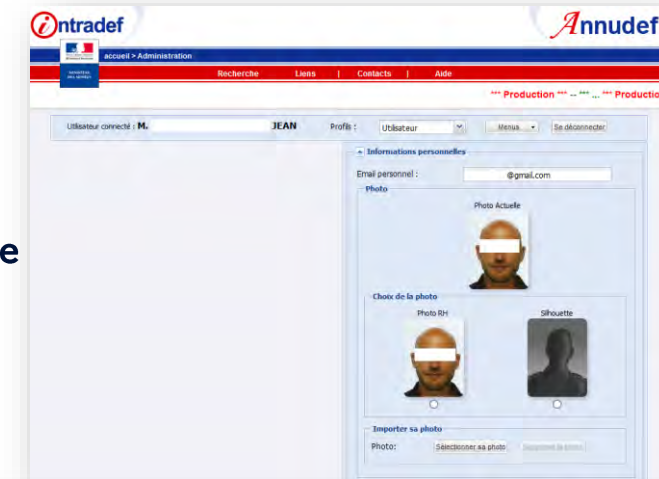 intradef
Annudef
accueil > Administration
Recherche Liens | Contacts | Aide
*** Production *** -- *** ... *** Productio
Utilisateur connecté : M. JEAN Profils : Utilisateur Menus Se déconnecter
Informations personnelles
Email personnel : @gmail.com
Photo
Photo Actuelle
e
Choix de la photo
Photo RH Silhouette
Importer sa photo
Photo: Sélectionner sa photo